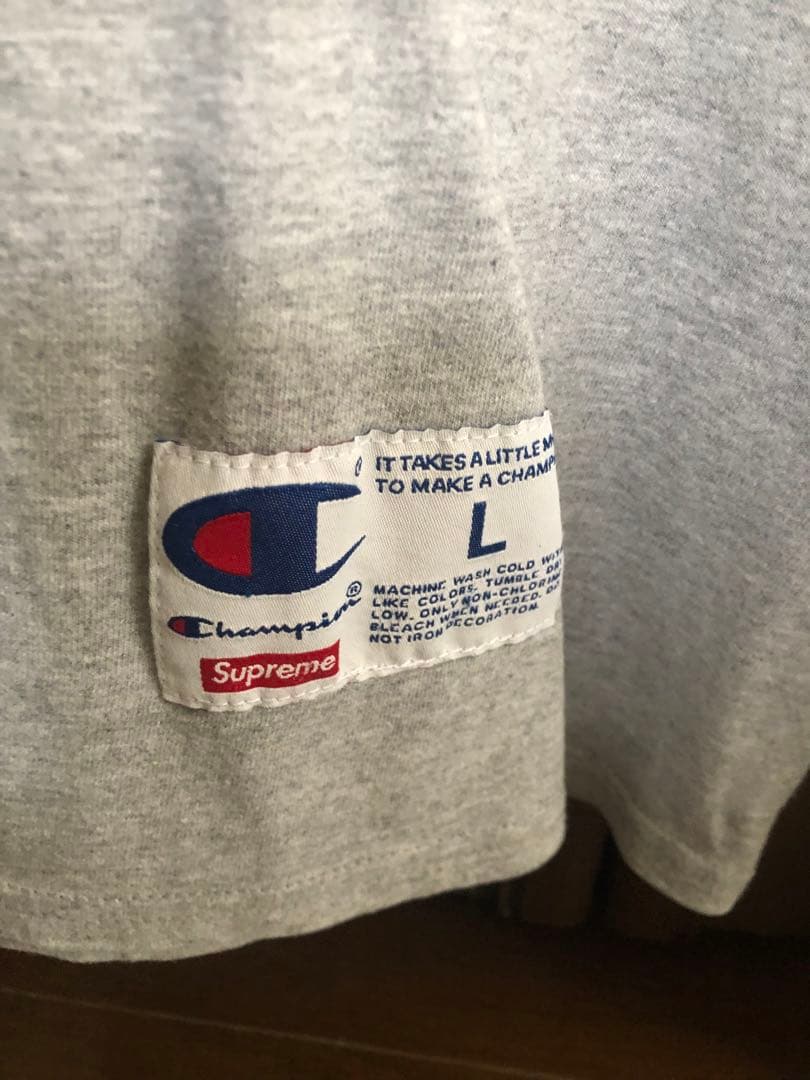 Champion®
Supreme
IT TAKES A LITTLE
TO MAKE A
L
MACHINE WASH COLD
LIKE COLORS. TUMBLE
LOW. ONLY NON-CHLORINE
BLEACH WHEN NEEDED. DO
NOT IRON DECORATION.